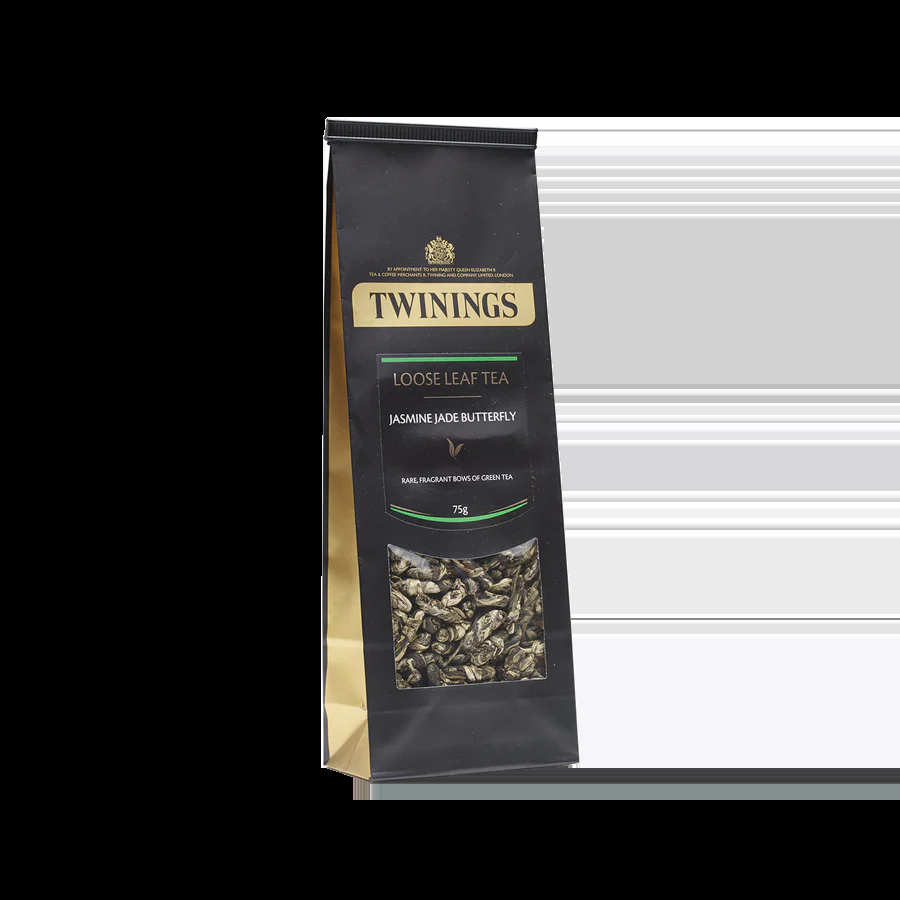 BY APPOINTMENT TO HER MAJESTY QUEEN ELIZABETH II
TEA & COFFEE MERCHANTS R. TWINING AND COMPANY LIMITED, LONDON
TWININGS
LOOSE LEAF TEA
JASMINE JADE BUTTERFLY
RARE, FRAGRANT BOWS OF GREEN TEA
75g